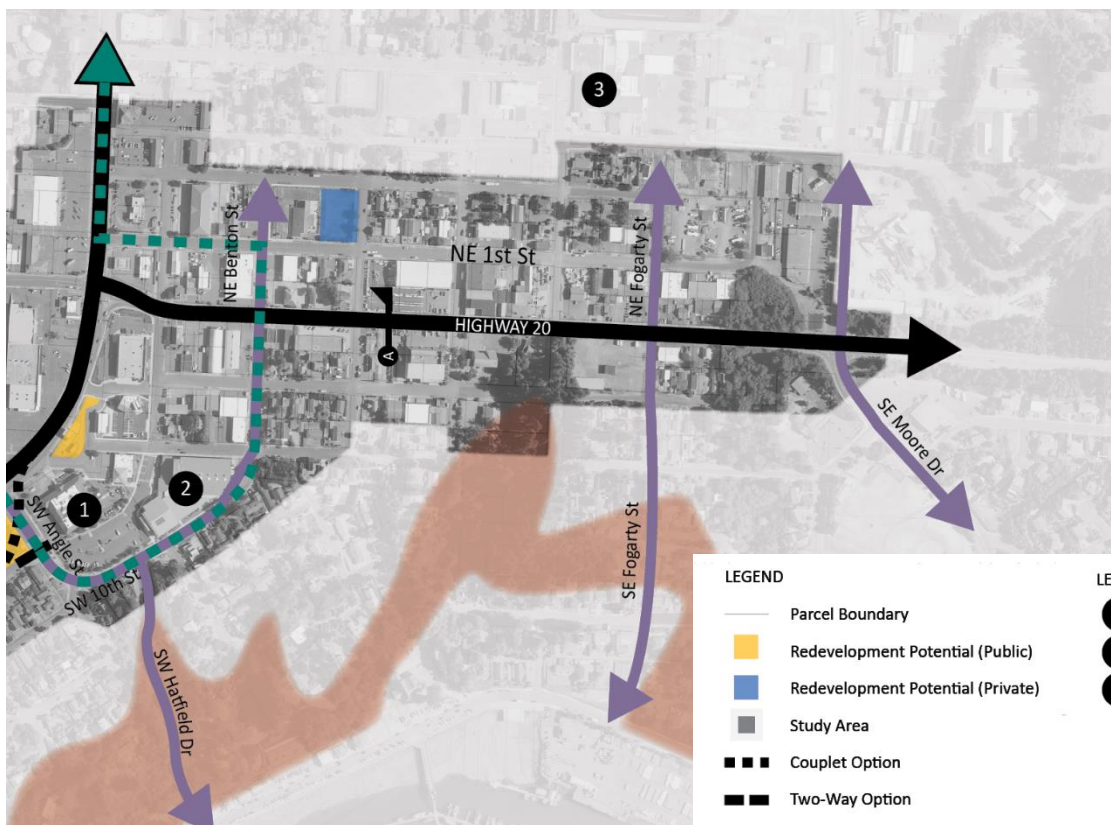 3
NE Benton St
NE 1st St
NE Fogarty St
HIGHWAY 20
A
SE Moore Dr
1
2
SW Angle St
SW 10th St
SE Fogarty St
SW Hatfield Dr
LEGEND
LE
Parcel Boundary
Redevelopment Potential (Public)
Redevelopment Potential (Private)
Study Area
Couplet Option
Two-Way Option